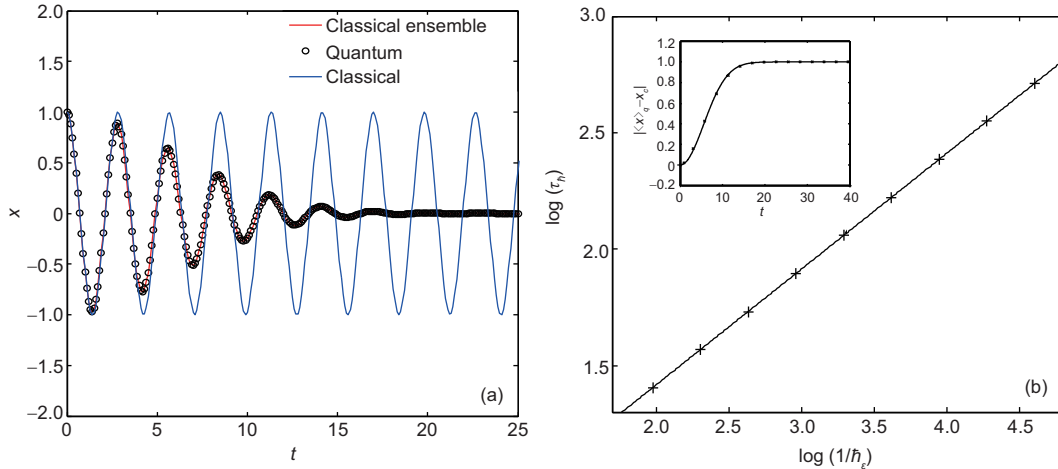 2.0
1.5
1.0
0.5
0
−0.5
−1.0
−1.5
−2.0
x
Classical ensemble
Quantum
Classical
(a)
0 5 10 15 20 25
t
3.0
2.5
2.0
1.5
log (τℏ)
1.2
1.0
0.8
0.6
0.4
0.2
0
−0.2
|⟨x⟩q −xc|
0 10 20 30 40
t
(b)
2.0 2.5 3.0 3.5 4.0 4.5
log (1/ℏε)